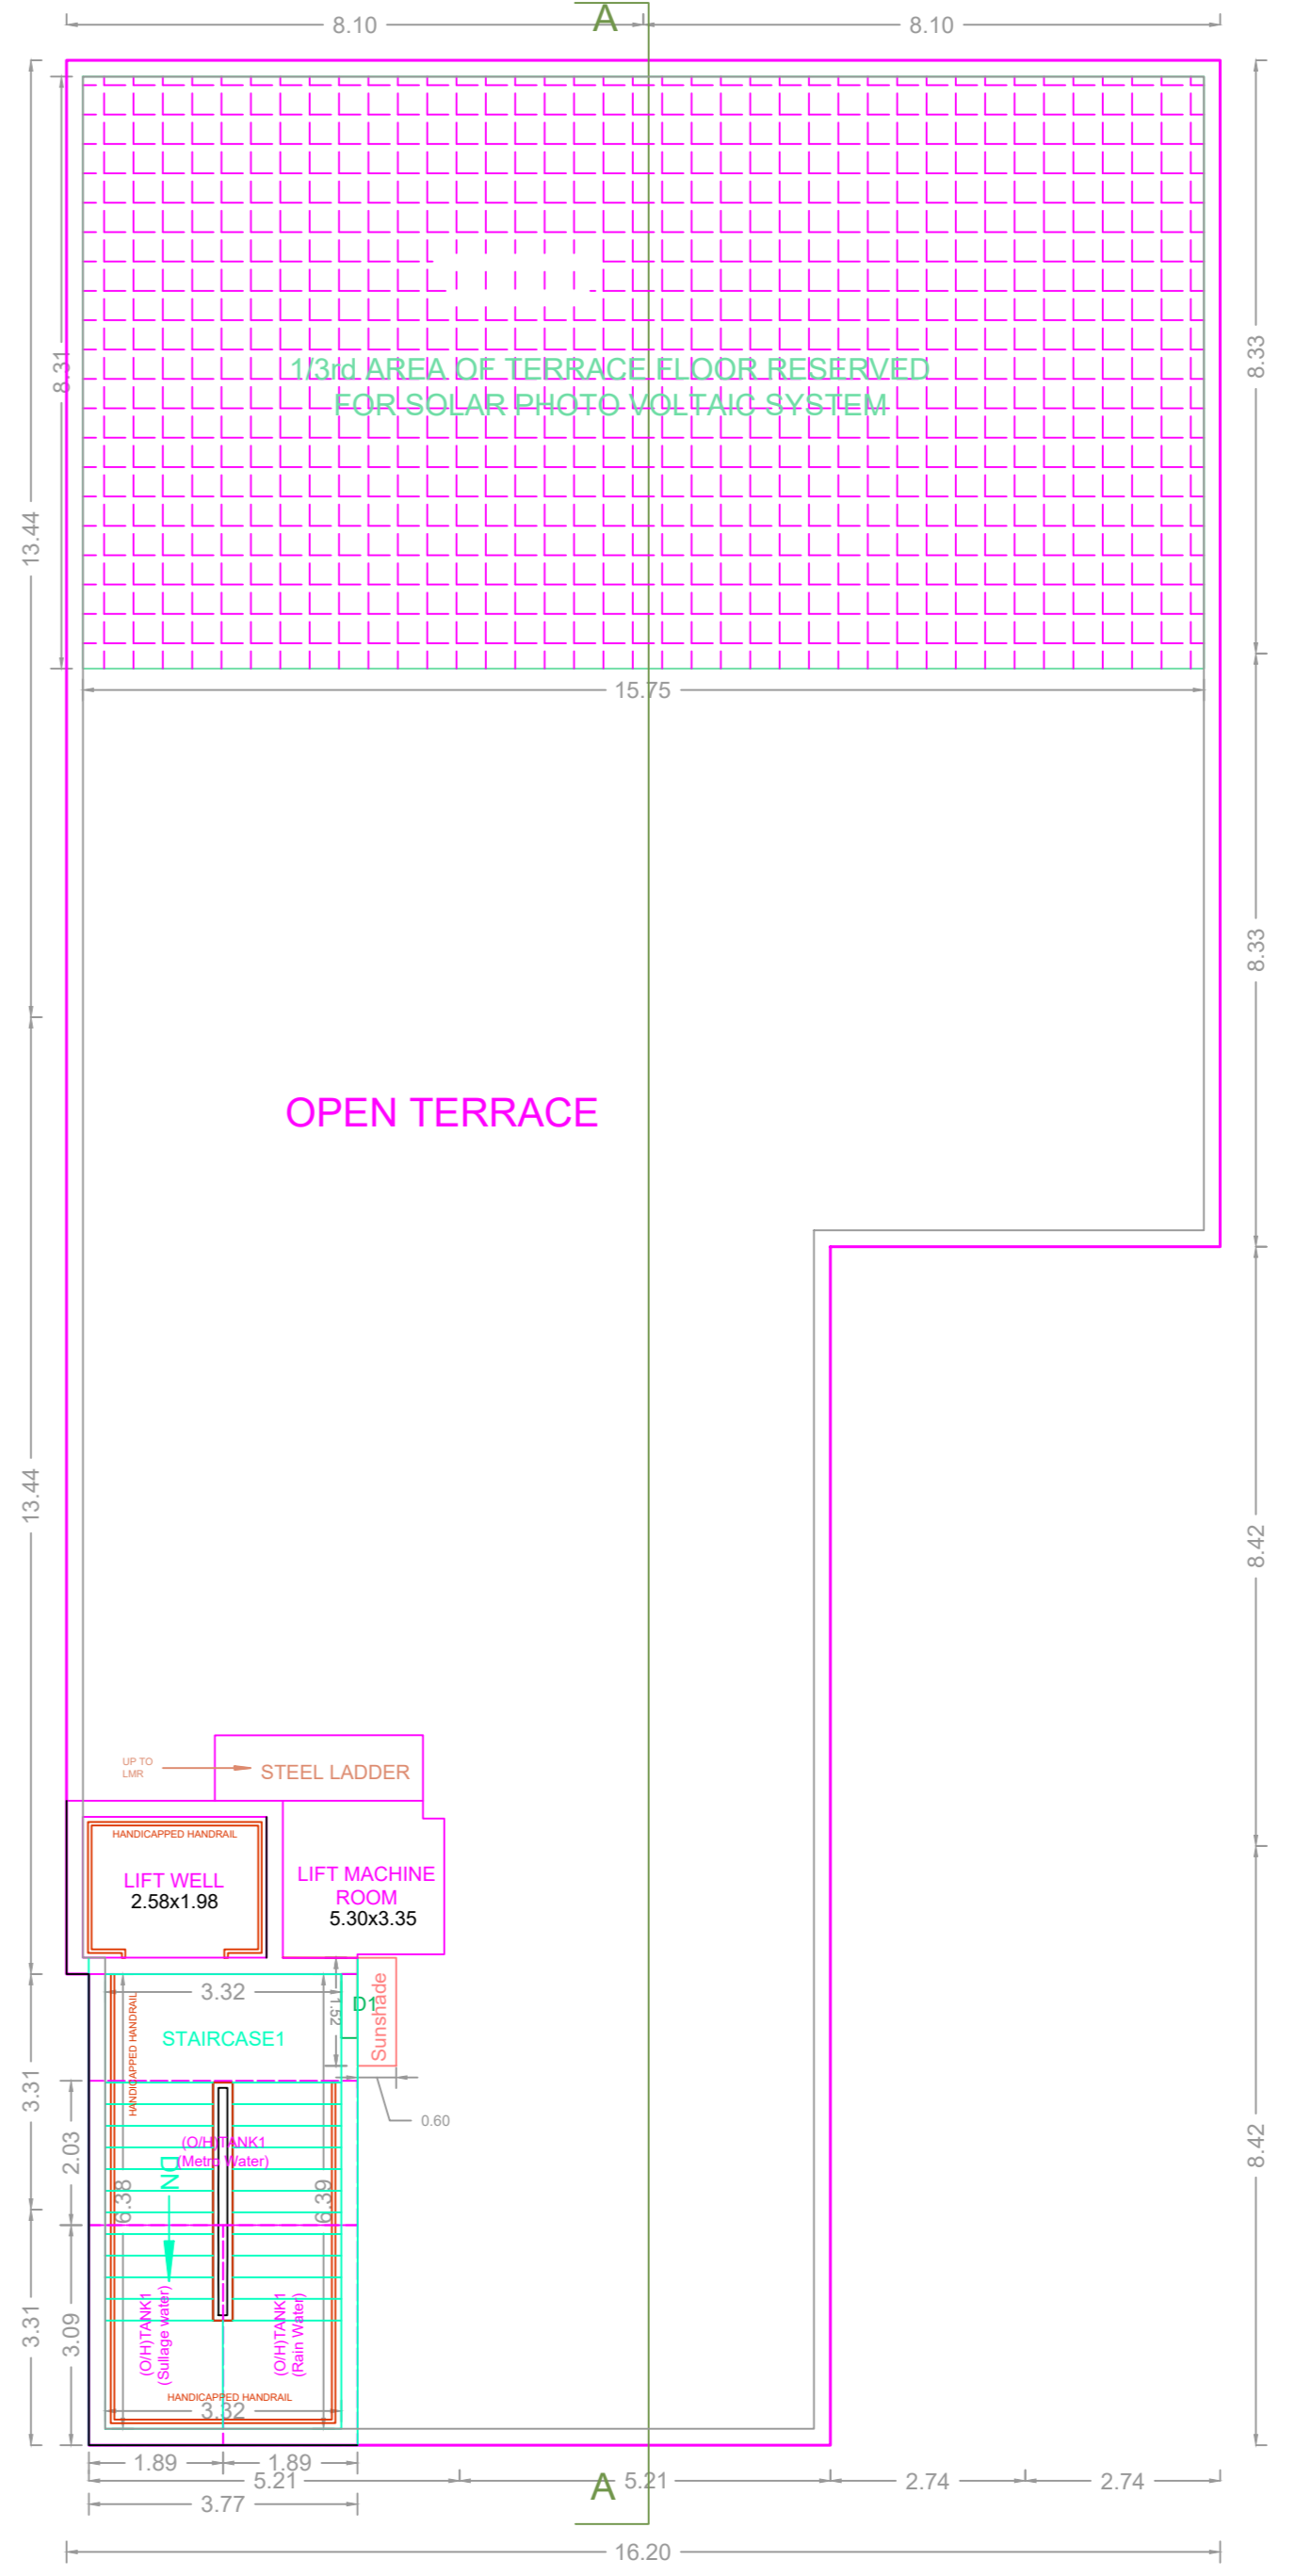 A
8.10
8.10
8.31
8.33
1/3rd AREA OF TERRACE FLOOR RESERVED
FOR SOLAR PHOTO VOLTAIC SYSTEM
13.44
15.75
8.33
OPEN TERRACE
13.44
8.42
UP TO
LMR
STEEL LADDER
HANDICAPPED HANDRAIL
LIFT WELL
2.58x1.98
LIFT MACHINE
ROOM
5.30x3.35
3.32
1.52
D1
Sunshade
STAIRCASE1
HANDICAPPED HANDRAIL
3.31
2.03
0.60
(O/H)TANK1
(Metro Water)
DN
6.38
6.39
8.42
3.31
3.09
(O/H)TANK1
(Sullage water)
(O/H)TANK1
(Rain Water)
HANDICAPPED HANDRAIL
3.32
1.89
1.89
5.21
5.21
2.74
2.74
A
3.77
16.20